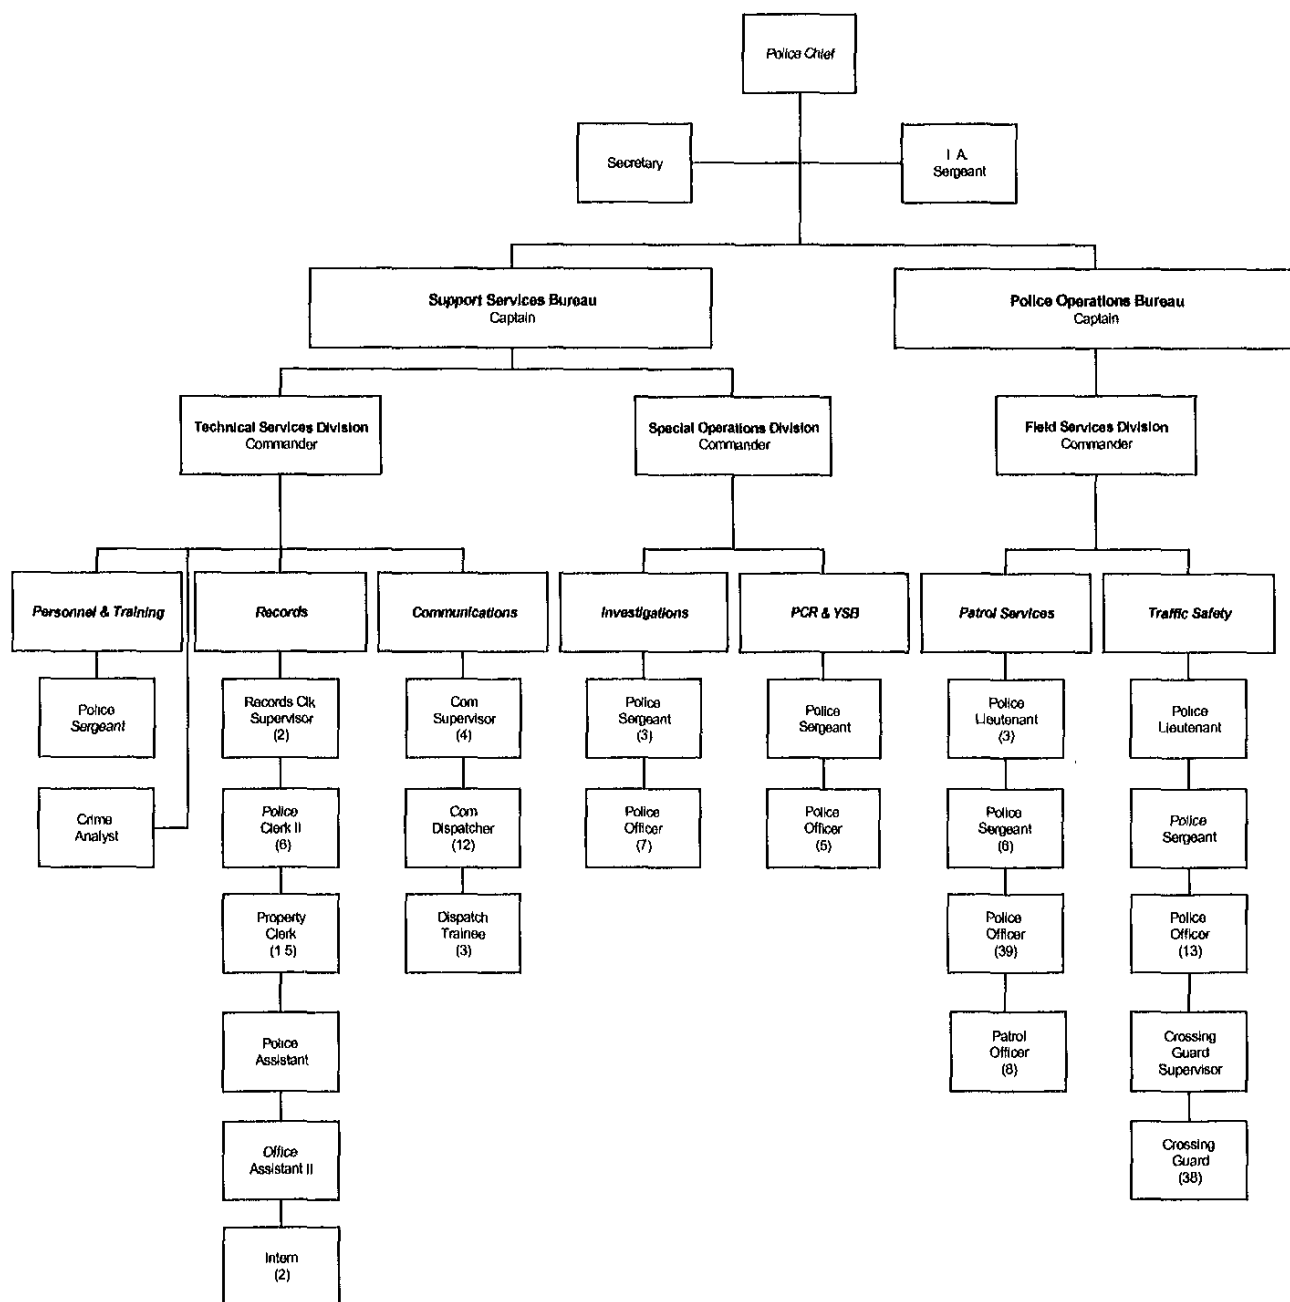 Police Chief
Secretary
I A.
Sergeant
Support Services Bureau
Captain
Police Operations Bureau
Captain
Technical Services Division
Commander
Special Operations Division
Commander
Field Services Division
Commander
Personnel & Training
Records
Communications
Investigations
PCR & YSB
Patrol Services
Traffic Safety
Police
Sergeant
Records Clk
Supervisor
(2)
Com
Supervisor
(4)
Police
Sergeant
(3)
Police
Sergeant
Police
Lieutenant
(3)
Police
Lieutenant
Crime
Analyst
Police
Clerk II
(6)
Com
Dispatcher
(12)
Police
Officer
(7)
Police
Officer
(5)
Police
Sergeant
(6)
Police
Sergeant
Property
Clerk
(1 5)
Dispatch
Trainee
(3)
Police
Officer
(39)
Police
Officer
(13)
Police
Assistant
Patrol
Officer
(8)
Crossing
Guard
Supervisor
Office
Assistant II
Crossing
Guard
(38)
Intern
(2)